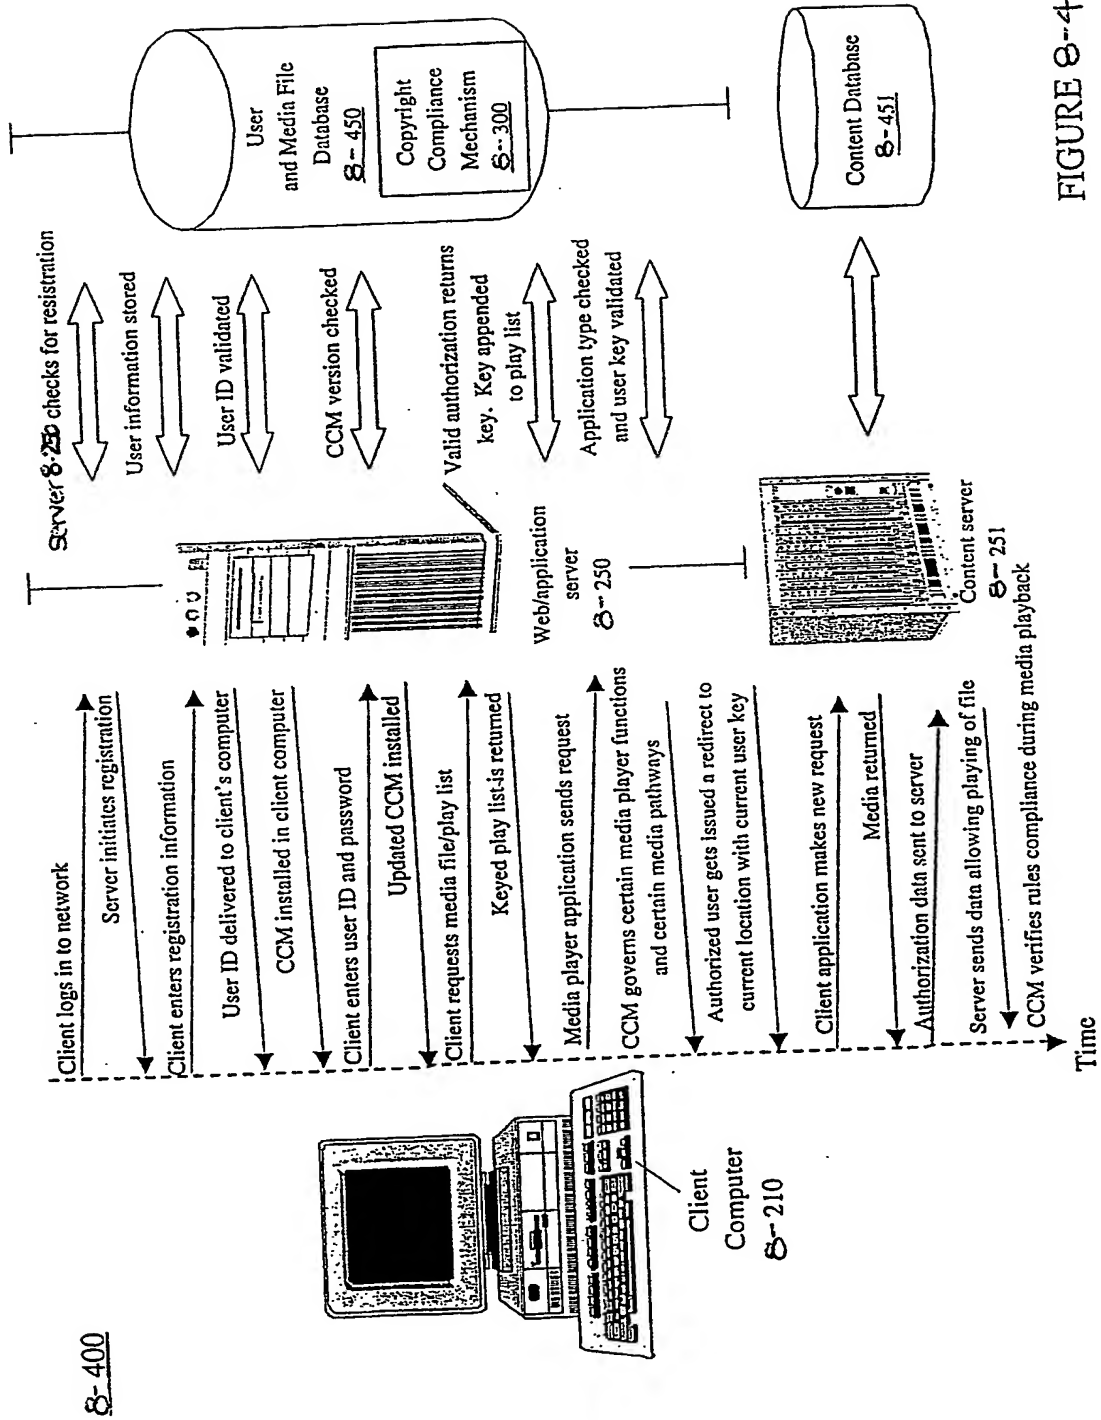 8-400
Client
Computer
8-210
Client logs in to network
Server initiates registration
Client enters registration information
User ID delivered to client's computer
CCM installed in client computer
Client enters user ID and password
Updated CCM installed
Client requests media file/play list
Keyed play list is returned
Media player application sends request
CCM governs certain media player functions
and certain media pathways
Authorized user gets issued a redirect to
current location with current user key
Client application makes new request
Media returned
Authorization data sent to server
Server sends data allowing playing of file
CCM verifies rules compliance during media playback
Time
Web/application
server
8-250
Content server
8-251
Server 8-250 checks for resistration
User information stored
User ID validated
CCM version checked
Valid authorization returns
key. Key appended
to play list
Application type checked
and user key validated
User
and Media File
Database
8-450
Copyright
Compliance
Mechanism
8-300
Content Database
8-451
FIGURE 8-4